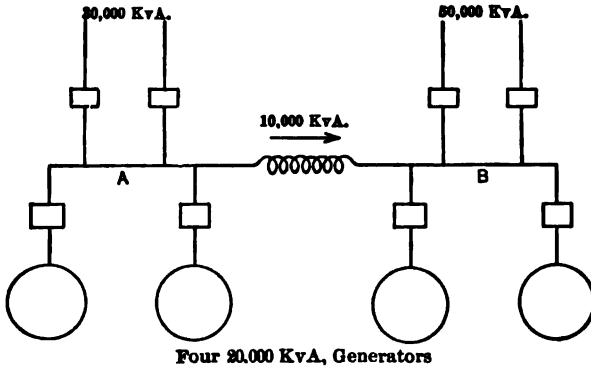 30,000 KvA.
50,000 KvA.
10,000 KvA.
A
B
Four 20.000 KvA, Generators